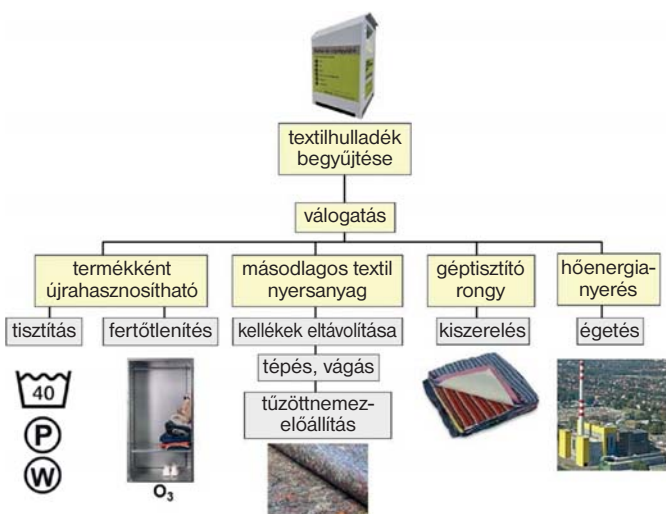 textilhulladék
begyűjtése
válogatás
termékként
újrahasznosítható
másodlagos textil
nyersanyag
géptisztító
rongy
hőenergia-
nyerés
tisztítás
fertőtlenítés
kellékek eltávolítása
kiszerelés
égetés
tépés, vágás
tűzöttnemez-
előállítás
40
P
W
O₃